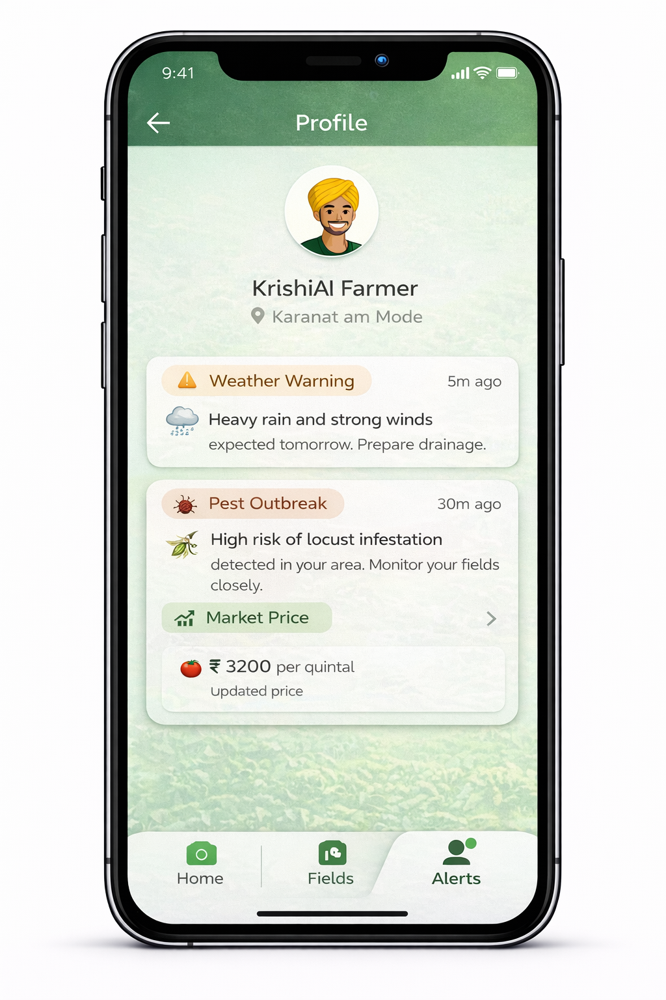 9:41
Profile
KrishiAI Farmer
Karanat am Mode
Weather Warning 5m ago
Heavy rain and strong winds
expected tomorrow. Prepare drainage.
Pest Outbreak 30m ago
High risk of locust infestation
detected in your area. Monitor your fields
closely.
Market Price
₹ 3200 per quintal
Updated price
Home Fields Alerts